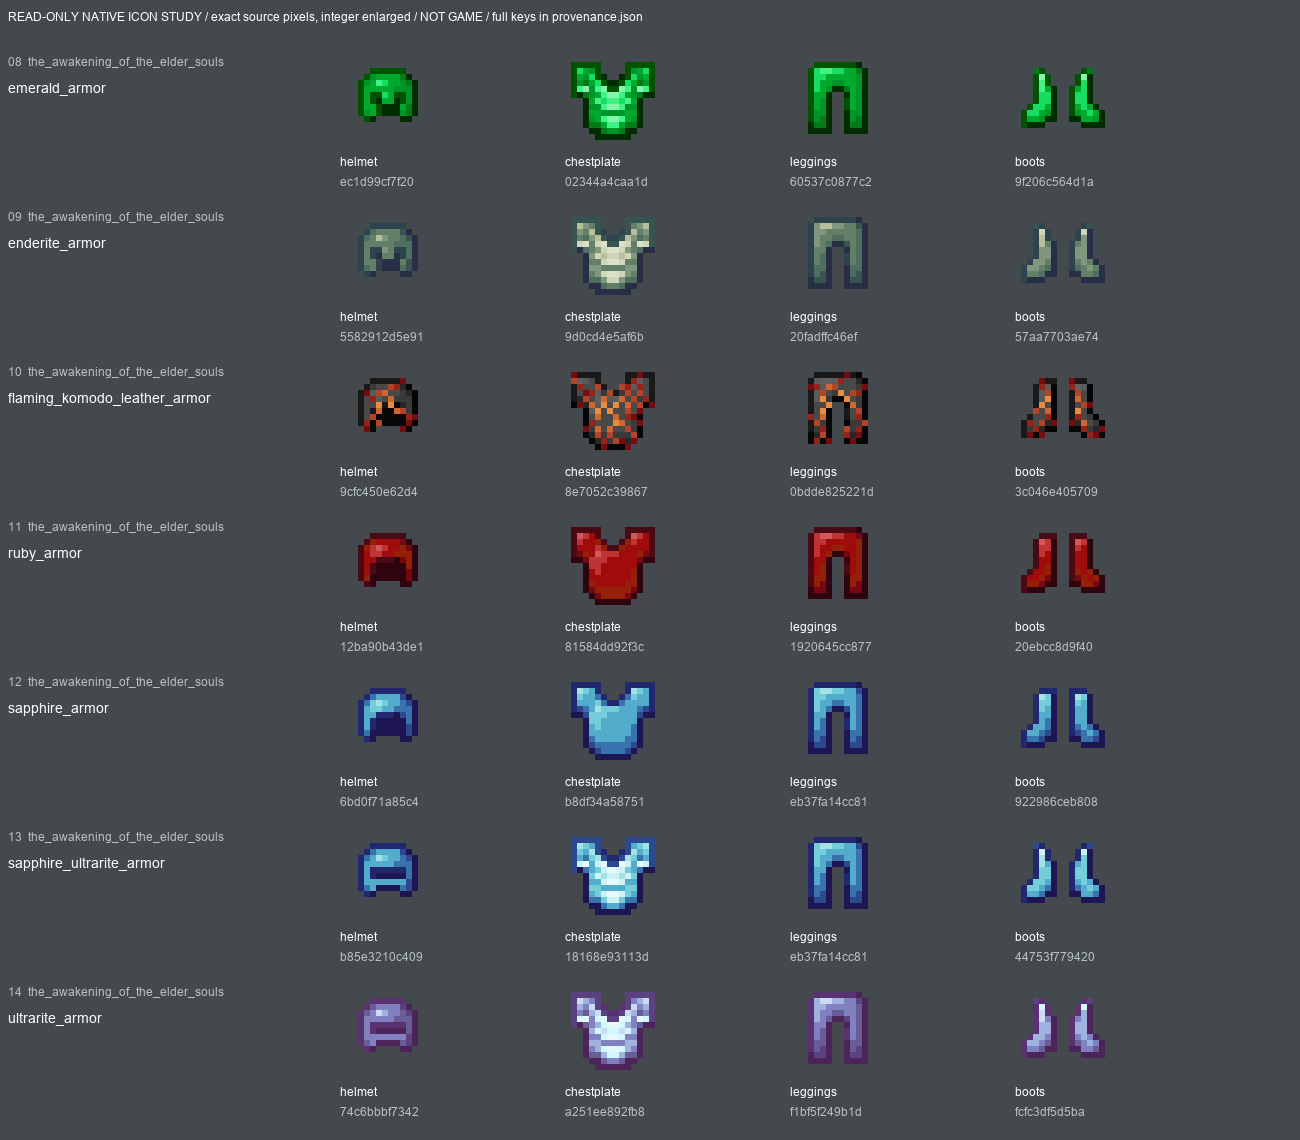 READ-ONLY NATIVE ICON STUDY / exact source pixels, integer enlarged / NOT GAME / full keys in provenance.json
08 the_awakening_of_the_elder_souls
emerald_armor
helmet chestplate leggings boots
ec1d99cf7f20 02344a4caa1d 60537c0877c2 9f206c564d1a
09 the_awakening_of_the_elder_souls
enderite_armor
helmet chestplate leggings boots
5582912d5e91 9d0cd4e5af6b 20fadffc46ef 57aa7703ae74
10 the_awakening_of_the_elder_souls
flaming_komodo_leather_armor
helmet chestplate leggings boots
9cfc450e62d4 8e7052c39867 0bdde825221d 3c046e405709
11 the_awakening_of_the_elder_souls
ruby_armor
helmet chestplate leggings boots
12ba90b43de1 81584dd92f3c 1920645cc877 20ebcc8d9f40
12 the_awakening_of_the_elder_souls
sapphire_armor
helmet chestplate leggings boots
6bd0f71a85c4 b8df34a58751 eb37fa14cc81 922986ceb808
13 the_awakening_of_the_elder_souls
sapphire_ultrarite_armor
helmet chestplate leggings boots
b85e3210c409 18168e93113d eb37fa14cc81 44753f779420
14 the_awakening_of_the_elder_souls
ultrarite_armor
helmet chestplate leggings boots
74c6bbbf7342 a251ee892fb8 f1bf5f249b1d fcfc3df5d5ba